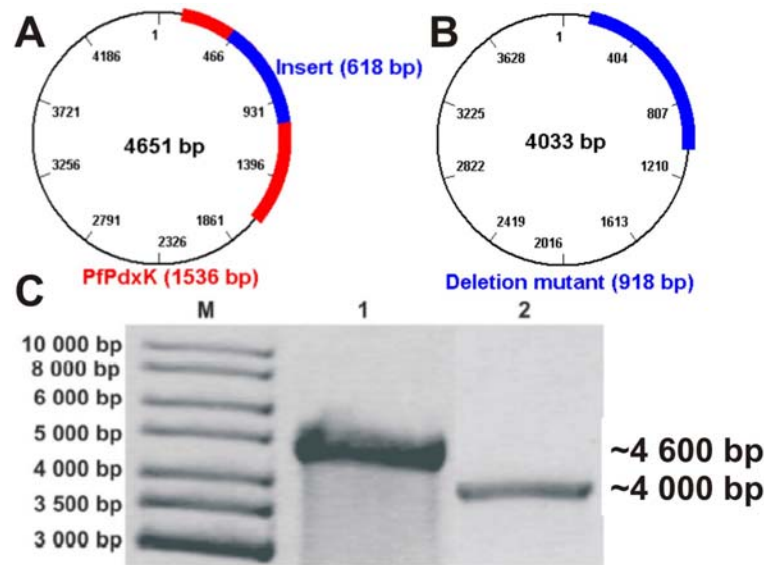 A
1
466
931
1396
1861
2326
2791
3256
3721
4186
4651 bp
Insert (618 bp)
PfPdxK (1536 bp)
B
1
404
807
1210
1613
2016
2419
2822
3225
3628
4033 bp
Deletion mutant (918 bp)
C
M 1 2
10 000 bp
8 000 bp
6 000 bp
5 000 bp
4 000 bp
3 500 bp
3 000 bp
~4 600 bp
~4 000 bp